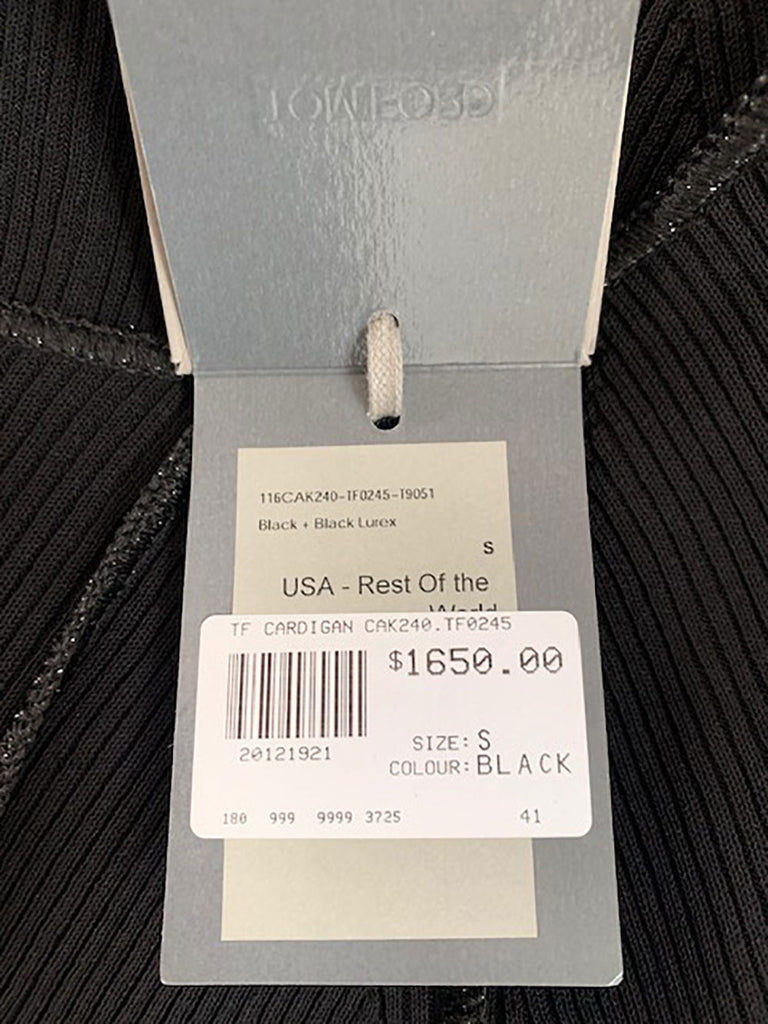 TOM FORD
116CAK240-TF0245-T9051
Black + Black Lurex
S
USA - Rest Of the
World
TF CARDIGAN CAK240.TF0245
$1650.00
20121921
SIZE: S
COLOUR: BLACK
180 999 9999 3725 41